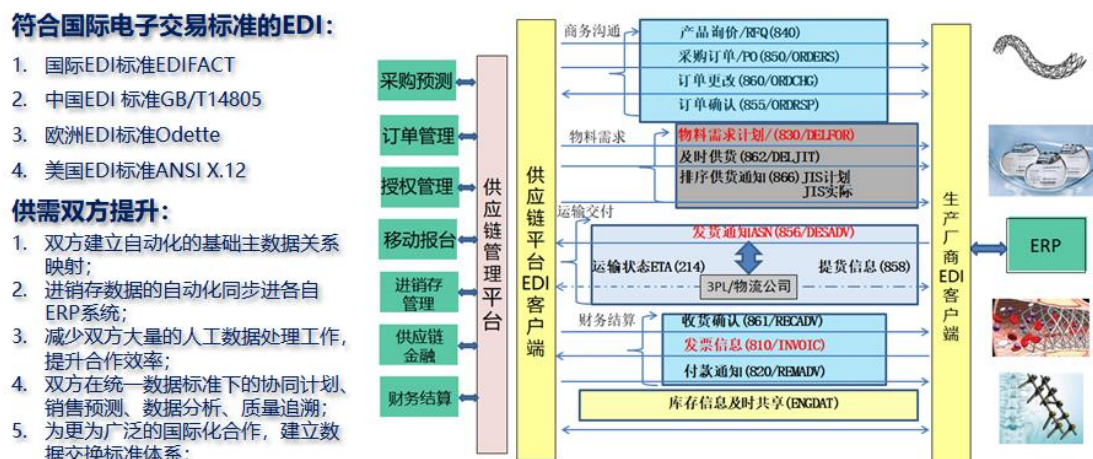 符合国际电子交易标准的EDI：
1. 国际EDI标准EDIFACT
2. 中国EDI 标准GB/T14805
3. 欧洲EDI标准Odette
4. 美国EDI标准ANSI X.12
供需双方提升：
1. 双方建立自动化的基础主数据关系
映射；
2. 进销存数据的自动化同步进各自
ERP系统；
3. 减少双方大量的人工数据处理工作，
提升合作效率；
4. 双方在统一数据标准下的协同计划、
销售预测、数据分析、质量追溯；
5. 为更为广泛的国际化合作，建立数
据交换标准体系；
采购预测
订单管理
授权管理
移动报台
进销存
管理
供应链
金融
财务结算
供应链管理平台
供应链平台EDI客户端
商务沟通
产品询价/RFQ(840)
采购订单/PO(850/ORDERS)
订单更改(860/ORDCHG)
订单确认(855/ORDRSP)
物料需求
物料需求计划/(830/DELFOR)
及时供货(862/DELJIT)
排序供货通知(866) JIS计划
JIS实际
运输交付
发货通知ASN(856/DESADV)
运输状态ETA(214)
提货信息(858)
3PL/物流公司
财务结算
收货确认(861/RECADV)
发票信息(810/INVOIC)
付款通知(820/REMADV)
库存信息及时共享(ENGDAT)
生产厂商EDI客户端
ERP